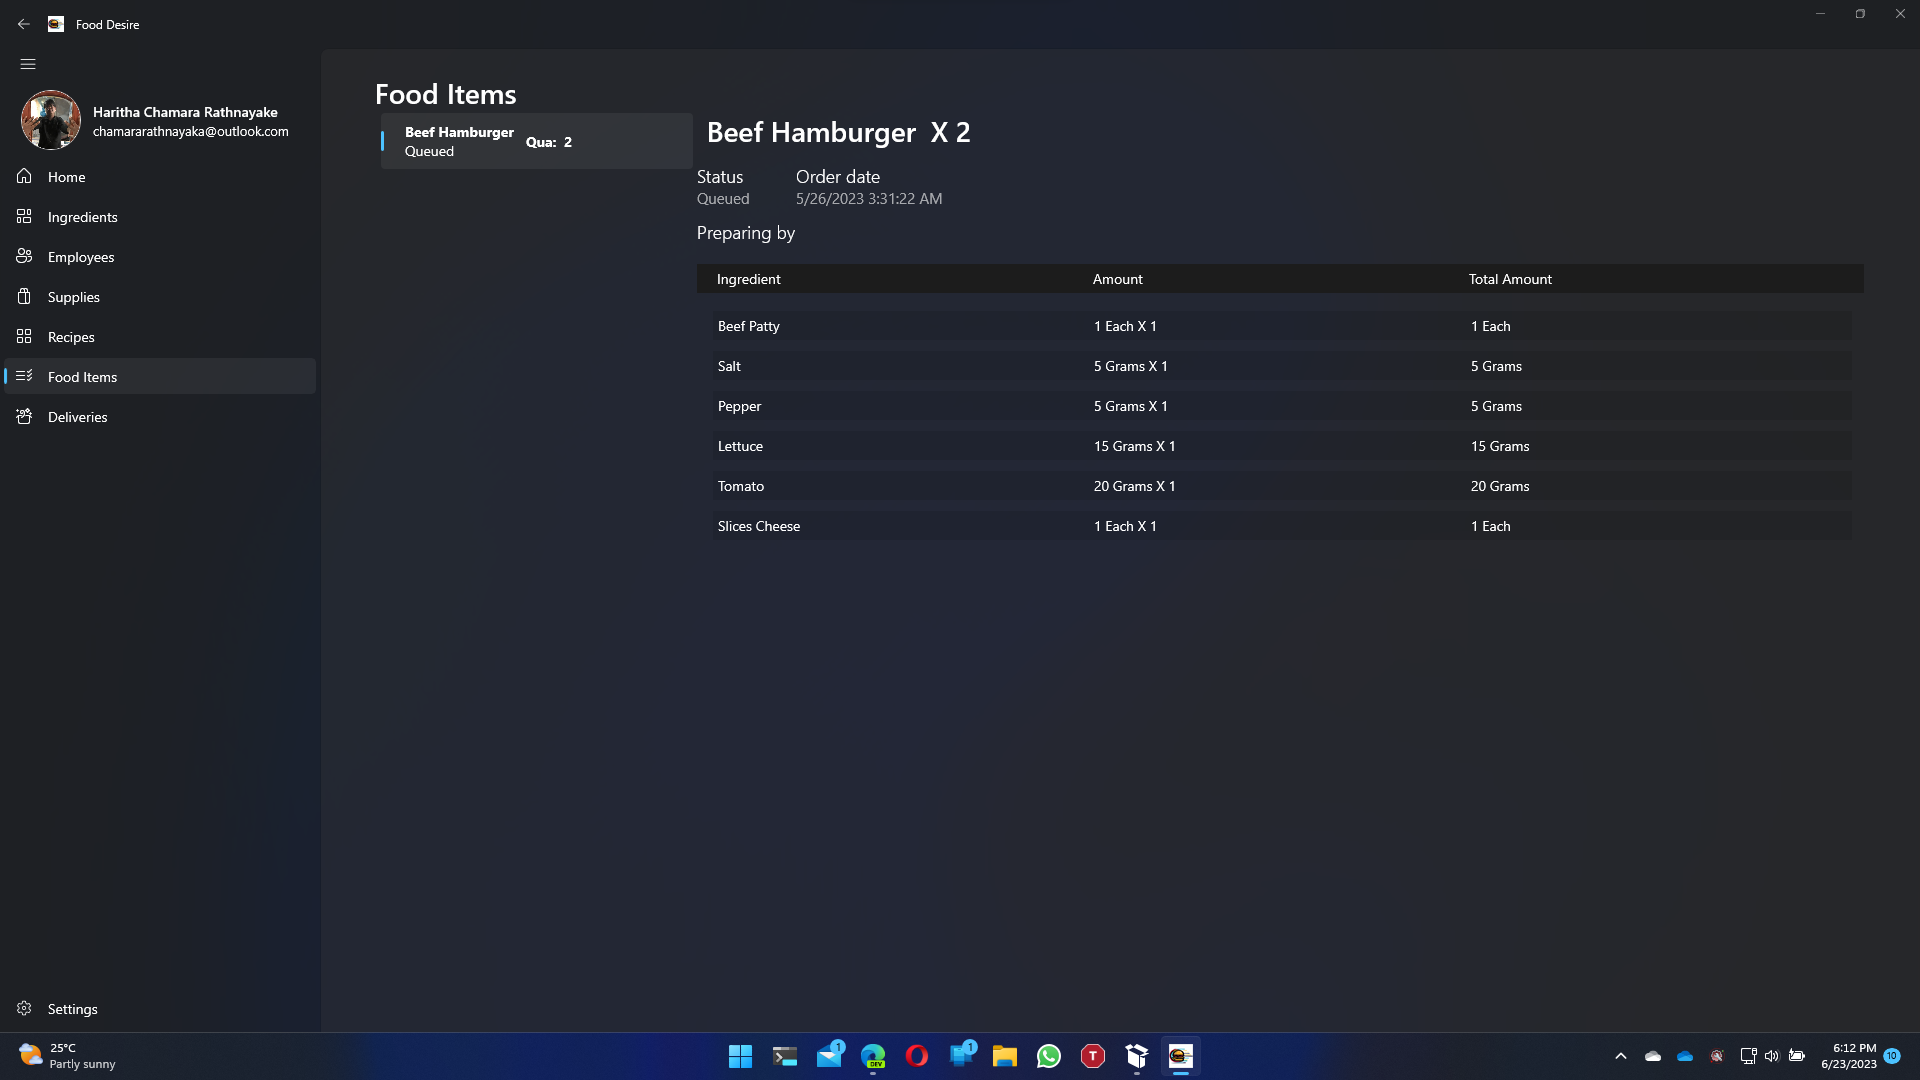 Food Desire
Haritha Chamara Rathnayake
chamararathnayaka@outlook.com
Home
Ingredients
Employees
Supplies
Recipes
Food Items
Deliveries
Settings
Food Items
Beef Hamburger
Queued
Qua: 2
Beef Hamburger X 2
Status Order date
Queued 5/26/2023 3:31:22 AM
Preparing by
Ingredient Amount Total Amount
Beef Patty 1 Each X 1 1 Each
Salt 5 Grams X 1 5 Grams
Pepper 5 Grams X 1 5 Grams
Lettuce 15 Grams X 1 15 Grams
Tomato 20 Grams X 1 20 Grams
Slices Cheese 1 Each X 1 1 Each
25°C
Partly sunny
1
DEV
1
T
6:12 PM
6/23/2023
10